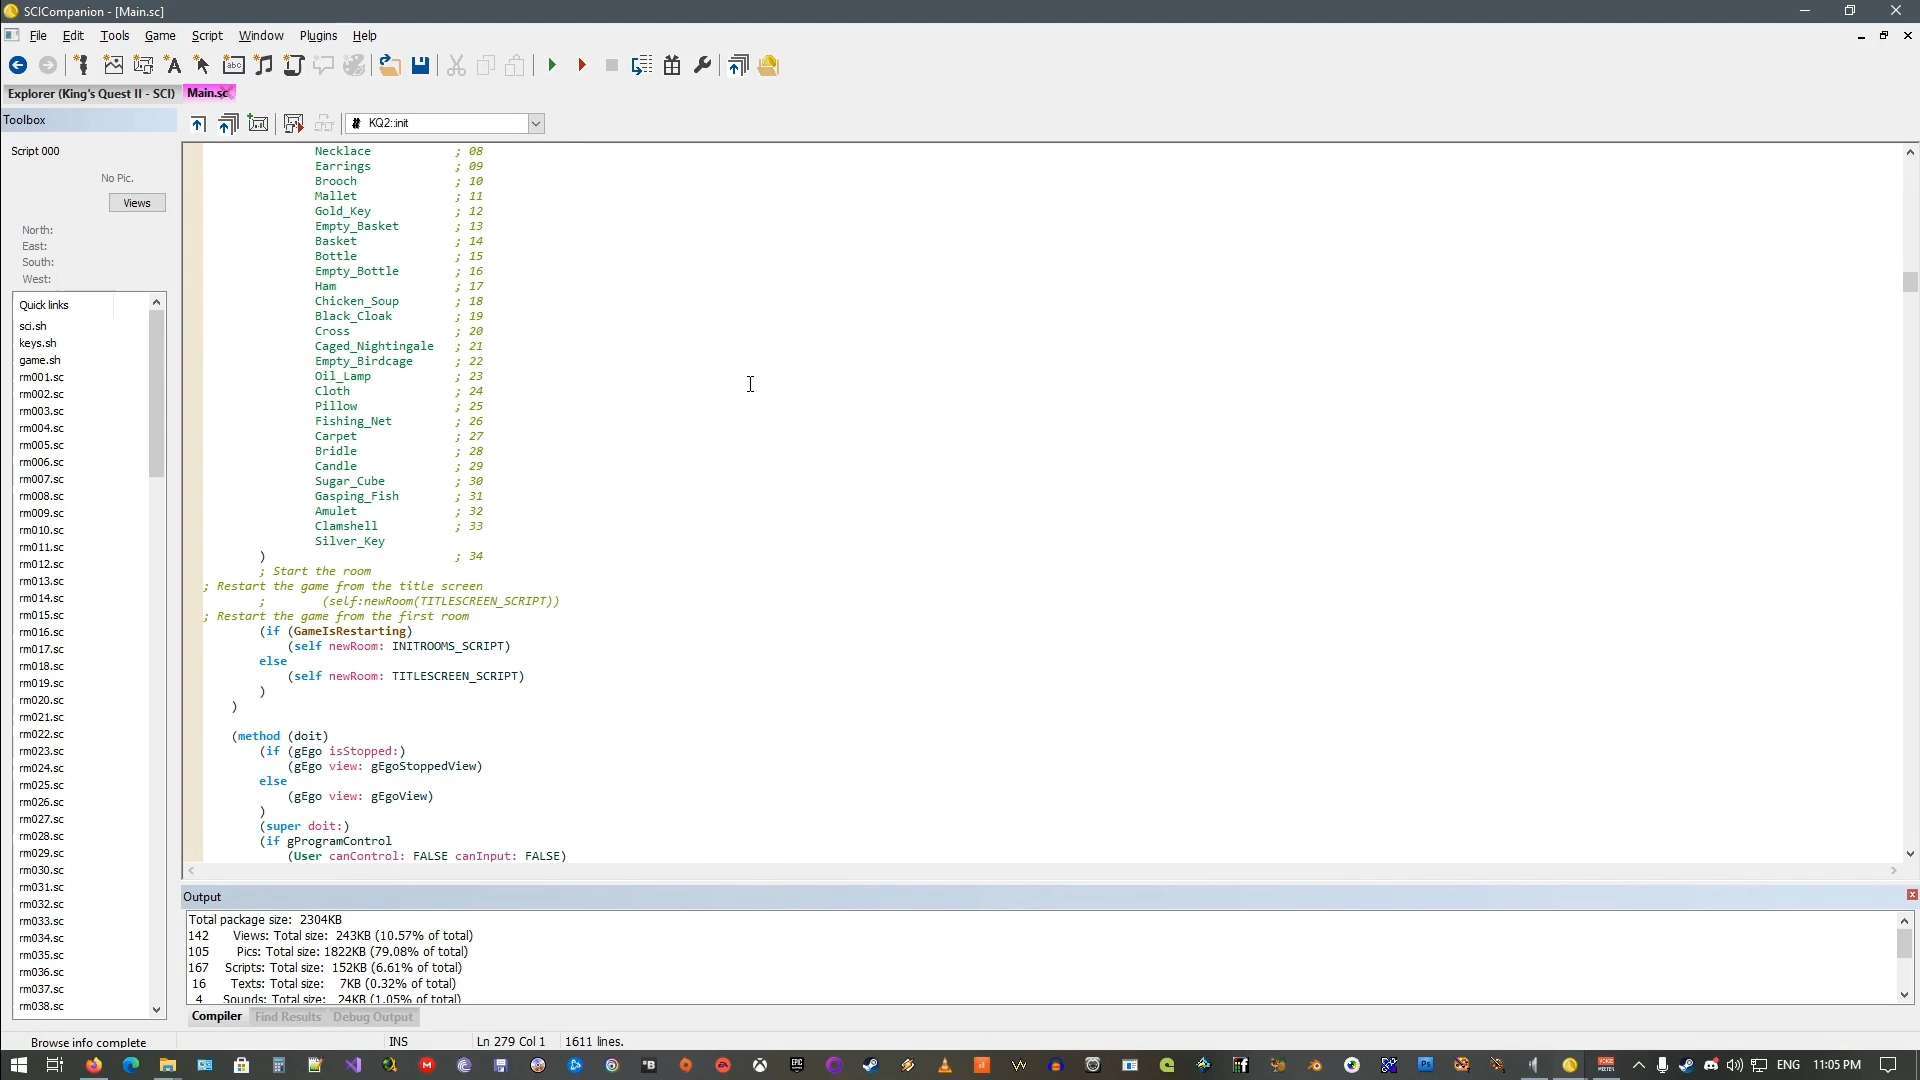 SCICompanion - [Main.sc]
File Edit Tools Game Script Window Plugins Help
Explorer (King's Quest II - SCI) Main.sc
Toolbox
# KQ2::init
Script 000
No Pic.
Views
North:
East:
South:
West:
Quick links
sci.sh
keys.sh
game.sh
rm001.sc
rm002.sc
rm003.sc
rm004.sc
rm005.sc
rm006.sc
rm007.sc
rm008.sc
rm009.sc
rm010.sc
rm011.sc
rm012.sc
rm013.sc
rm014.sc
rm015.sc
rm016.sc
rm017.sc
rm018.sc
rm019.sc
rm020.sc
rm021.sc
rm022.sc
rm023.sc
rm024.sc
rm025.sc
rm026.sc
rm027.sc
rm028.sc
rm029.sc
rm030.sc
rm031.sc
rm032.sc
rm033.sc
rm034.sc
rm035.sc
rm036.sc
rm037.sc
rm038.sc
Necklace ; 08
Earrings ; 09
Brooch ; 10
Mallet ; 11
Gold_Key ; 12
Empty_Basket ; 13
Basket ; 14
Bottle ; 15
Empty_Bottle ; 16
Ham ; 17
Chicken_Soup ; 18
Black_Cloak ; 19
Cross ; 20
Caged_Nightingale ; 21
Empty_Birdcage ; 22
Oil_Lamp ; 23
Cloth ; 24
Pillow ; 25
Fishing_Net ; 26
Carpet ; 27
Bridle ; 28
Candle ; 29
Sugar_Cube ; 30
Gasping_Fish ; 31
Amulet ; 32
Clamshell ; 33
Silver_Key
) ; 34
; Start the room
; Restart the game from the title screen
; (self:newRoom(TITLESCREEN_SCRIPT))
; Restart the game from the first room
(if (GameIsRestarting)
(self newRoom: INITROOMS_SCRIPT)
else
(self newRoom: TITLESCREEN_SCRIPT)
)
)
(method (doit)
(if (gEgo isStopped:)
(gEgo view: gEgoStoppedView)
else
(gEgo view: gEgoView)
)
(super doit:)
(if gProgramControl
(User canControl: FALSE canInput: FALSE)
Output
Total package size: 2304KB
142 Views: Total size: 243KB (10.57% of total)
105 Pics: Total size: 1822KB (79.08% of total)
167 Scripts: Total size: 152KB (6.61% of total)
16 Texts: Total size: 7KB (0.32% of total)
4 Sounds: Total size: 24KB (1.05% of total)
Compiler Find Results Debug Output
Browse info complete INS Ln 279 Col 1 1611 lines.
ENG 11:05 PM